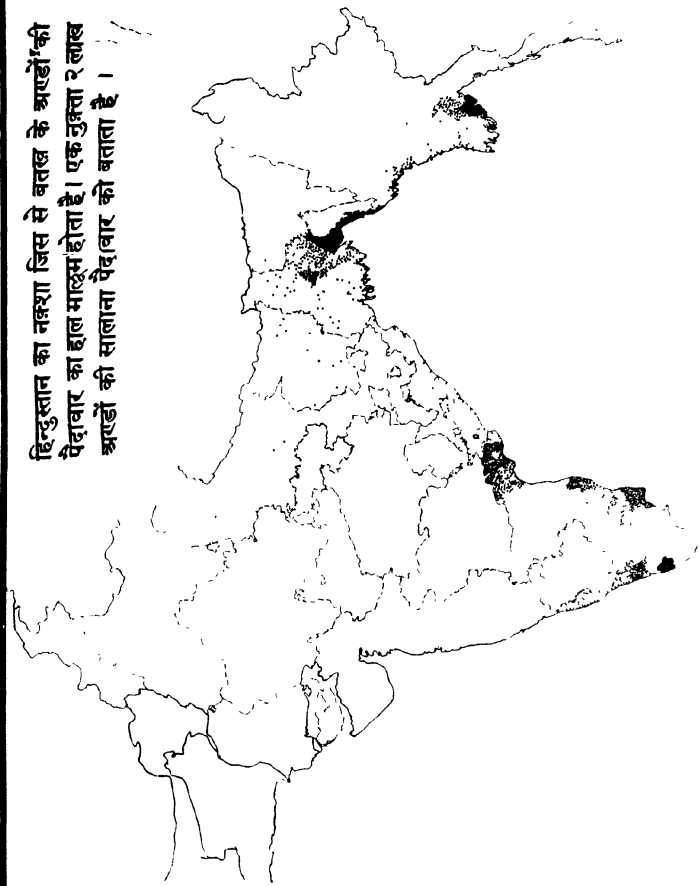 हिन्दुस्तान का नक़्शा जिस से बतख़ के अण्डों की
पैदावार का हाल मालूम होता है। एक नुक़्ता २ लाख
अण्डों की सालाना पैदावार को बताता है ।